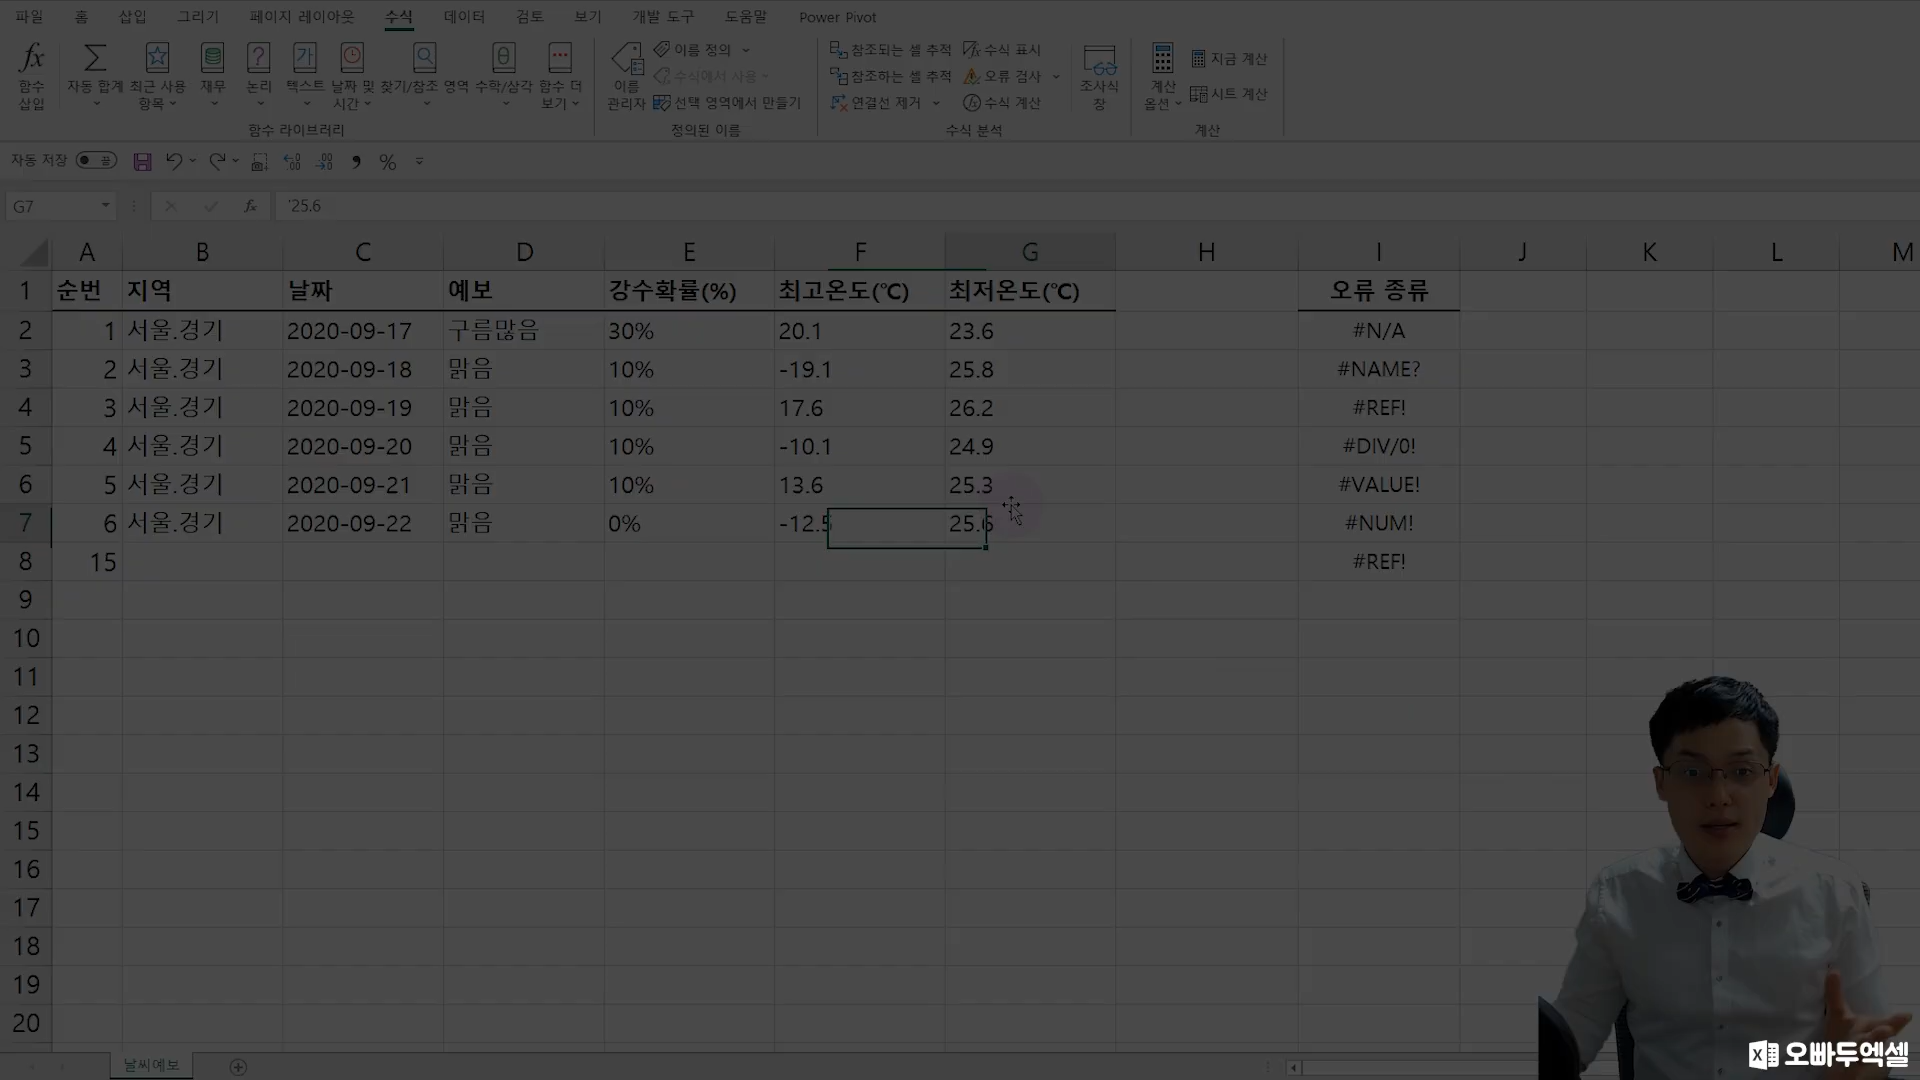 파일 홈 삽입 그리기 페이지 레이아웃 수식 데이터 검토 보기 개발 도구 도움말 Power Pivot
fx 함수 삽입
자동 합계
최근 사용 항목
재무
논리
텍스트
날짜 및 시간
찾기/참조 영역
수학/삼각
함수 더 보기
함수 라이브러리
이름 관리자
이름 정의
수식에서 사용
선택 영역에서 만들기
정의된 이름
참조되는 셀 추적
참조하는 셀 추적
연결선 제거
수식 표시
오류 검사
수식 계산
수식 분석
조사식 창
계산 옵션
지금 계산
시트 계산
계산
자동 저장 끔
G7 fx '25.6
A B C D E F G H I J K L M
1 순번 지역 날짜 예보 강수확률(%) 최고온도(℃) 최저온도(℃) 오류 종류
2 1 서울.경기 2020-09-17 구름많음 30% 20.1 23.6 #N/A
3 2 서울.경기 2020-09-18 맑음 10% -19.1 25.8 #NAME?
4 3 서울.경기 2020-09-19 맑음 10% 17.6 26.2 #REF!
5 4 서울.경기 2020-09-20 맑음 10% -10.1 24.9 #DIV/0!
6 5 서울.경기 2020-09-21 맑음 10% 13.6 25.3 #VALUE!
7 6 서울.경기 2020-09-22 맑음 0% -12.5 25.6 #NUM!
8 15 #REF!
9
10
11
12
13
14
15
16
17
18
19
20
날씨예보
오빠두엑셀